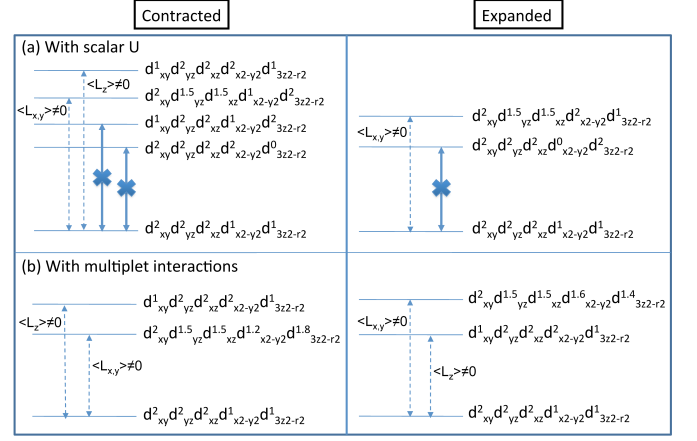 Contracted
Expanded
(a) With scalar U
d1xyd2yzd2xzd2x2-y2d13z2-r2
<Lz>≠0
d2xyd1.5yzd1.5xzd1x2-y2d23z2-r2
<Lx,y>≠0
d1xyd2yzd2xzd1x2-y2d23z2-r2
d2xyd2yzd2xzd2x2-y2d03z2-r2
d2xyd2yzd2xzd1x2-y2d13z2-r2
d2xyd1.5yzd1.5xzd2x2-y2d13z2-r2
<Lx,y>≠0
d2xyd2yzd2xzd0x2-y2d23z2-r2
d2xyd2yzd2xzd1x2-y2d13z2-r2
(b) With multiplet interactions
d1xyd2yzd2xzd2x2-y2d13z2-r2
<Lz>≠0
d2xyd1.5yzd1.5xzd1.2x2-y2d1.83z2-r2
<Lx,y>≠0
d2xyd2yzd2xzd1x2-y2d13z2-r2
d2xyd1.5yzd1.5xzd1.6x2-y2d1.43z2-r2
<Lx,y>≠0
d1xyd2yzd2xzd2x2-y2d13z2-r2
<Lz>≠0
d2xyd2yzd2xzd1x2-y2d13z2-r2